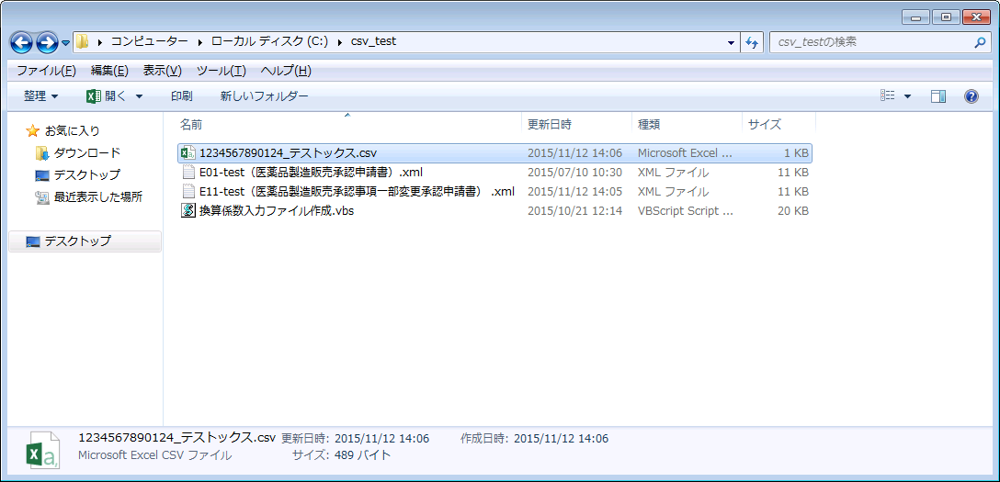 コンピューター ローカル ディスク (C:) csv_test csv_testの検索
ファイル(F) 編集(E) 表示(V) ツール(T) ヘルプ(H)
整理 開く 印刷 新しいフォルダー
お気に入り
ダウンロード
デスクトップ
最近表示した場所
デスクトップ
名前 更新日時 種類 サイズ
1234567890124_テストックス.csv 2015/11/12 14:06 Microsoft Excel ... 1 KB
E01-test（医薬品製造販売承認申請書）.xml 2015/07/10 10:30 XML ファイル 11 KB
E11-test（医薬品製造販売承認事項一部変更承認申請書） .xml 2015/11/12 14:05 XML ファイル 11 KB
換算係数入力ファイル作成.vbs 2015/10/21 12:14 VBScript Script ... 20 KB
1234567890124_テストックス.csv 更新日時: 2015/11/12 14:06 作成日時: 2015/11/12 14:06
Microsoft Excel CSV ファイル サイズ: 489 バイト